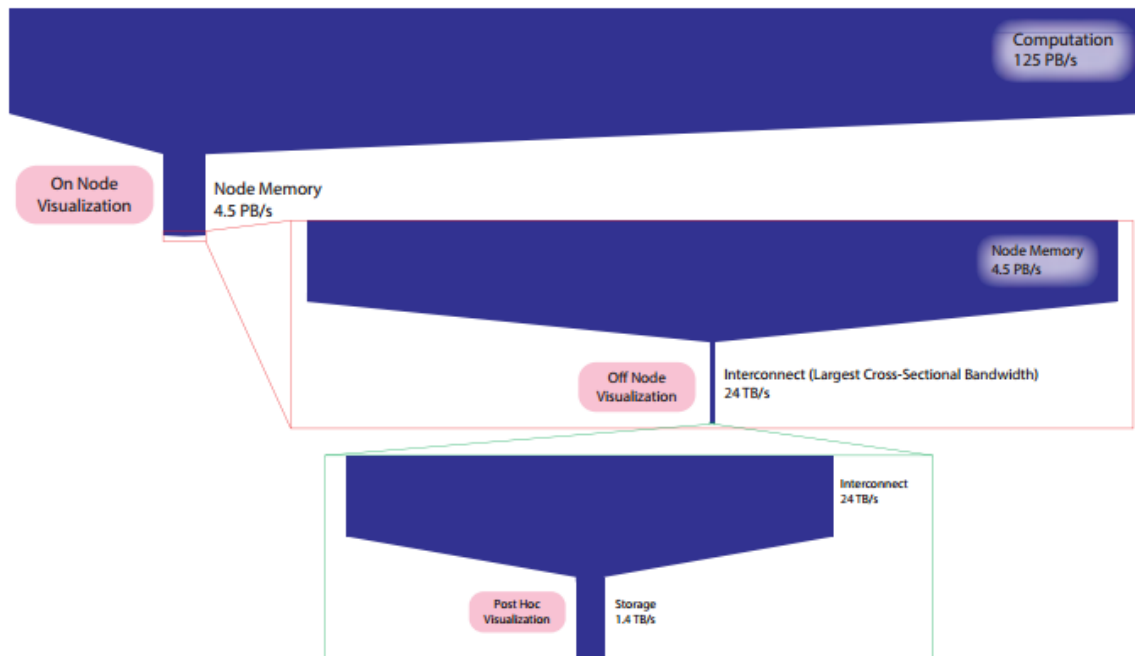 Computation
125 PB/s
On Node
Visualization
Node Memory
4.5 PB/s
Node Memory
4.5 PB/s
Off Node
Visualization
Interconnect (Largest Cross-Sectional Bandwidth)
24 TB/s
Interconnect
24 TB/s
Post Hoc
Visualization
Storage
1.4 TB/s